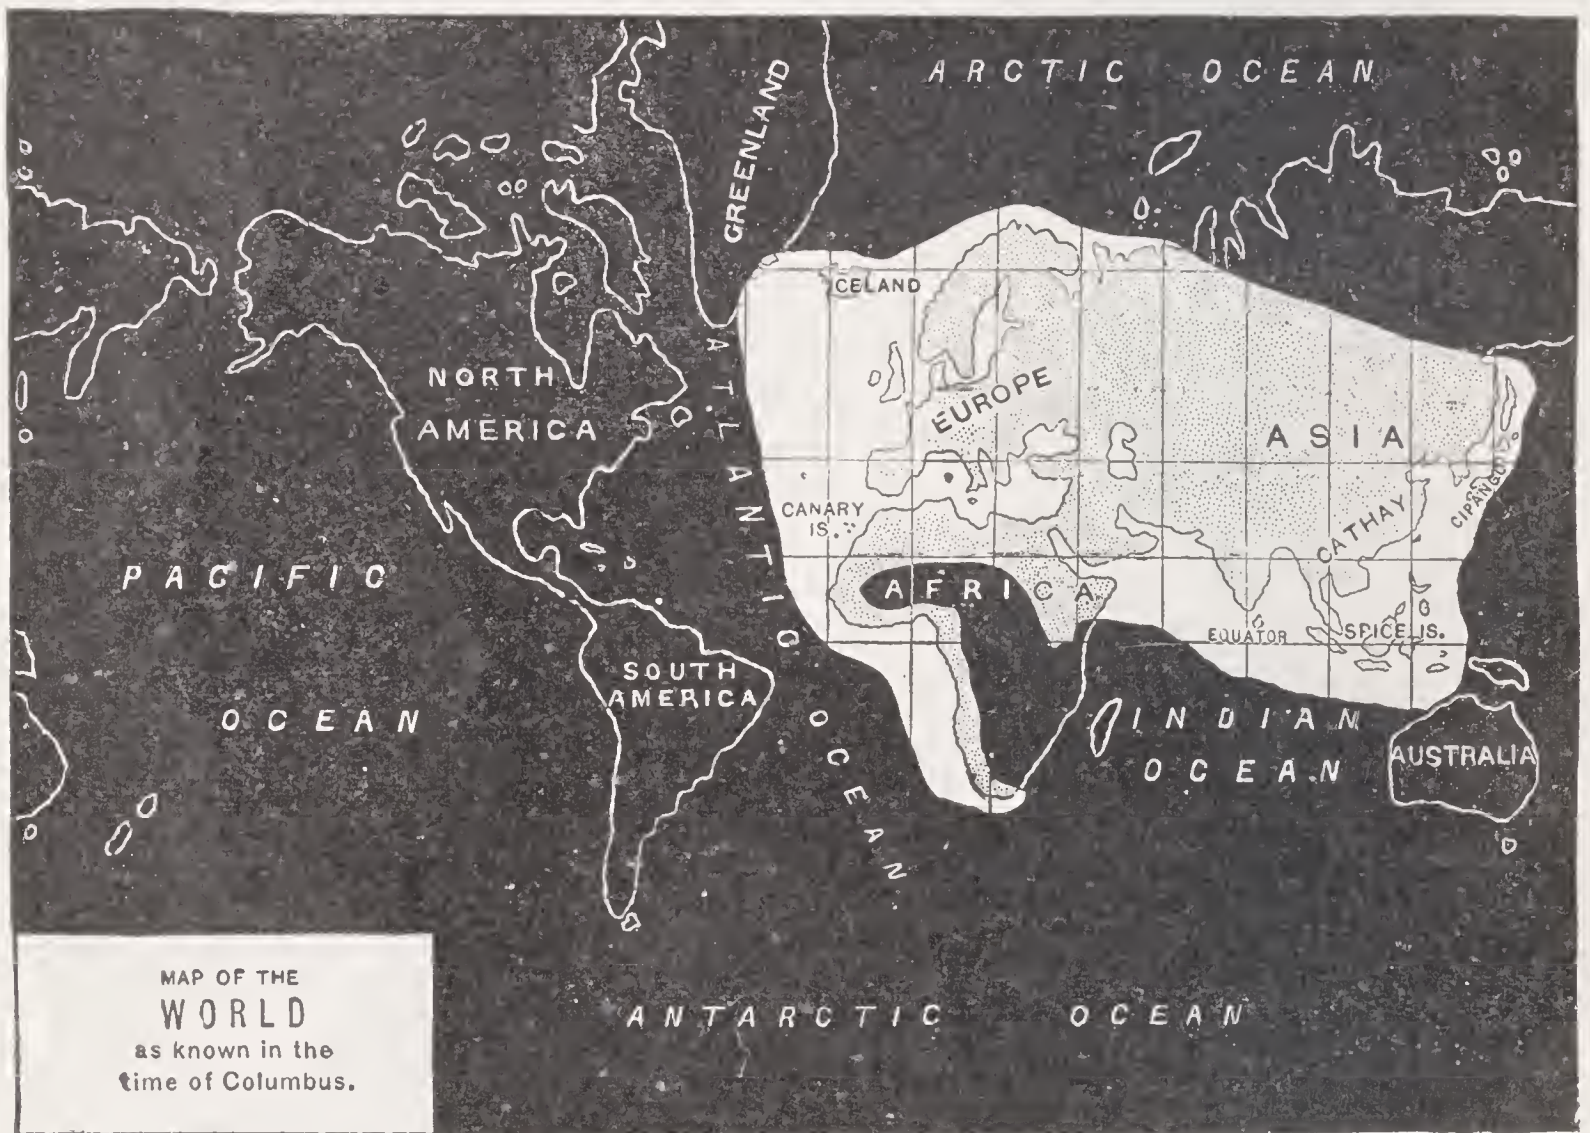 ARCTIC OCEAN
GREENLAND
ICELAND
NORTH
AMERICA
ATLANTIC OCEAN
EUROPE
ASIA
CANARY
IS.
CATHAY
CIPANGO
PACIFIC
OCEAN
AFRICA
EQUATOR
SPICE IS.
SOUTH
AMERICA
INDIAN
OCEAN
AUSTRALIA
ANTARCTIC OCEAN
MAP OF THE
WORLD
as known in the
time of Columbus.